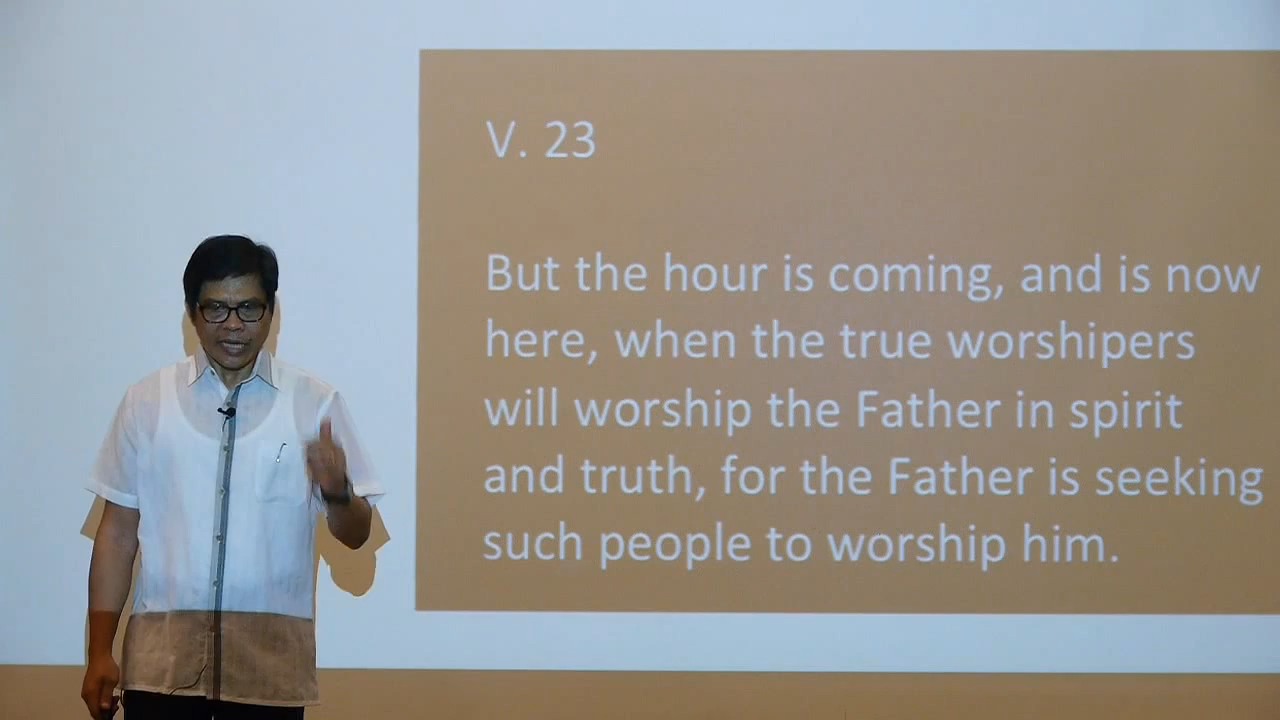 V. 23
But the hour is coming, and is now
here, when the true worshipers
will worship the Father in spirit
and truth, for the Father is seeking
such people to worship him.